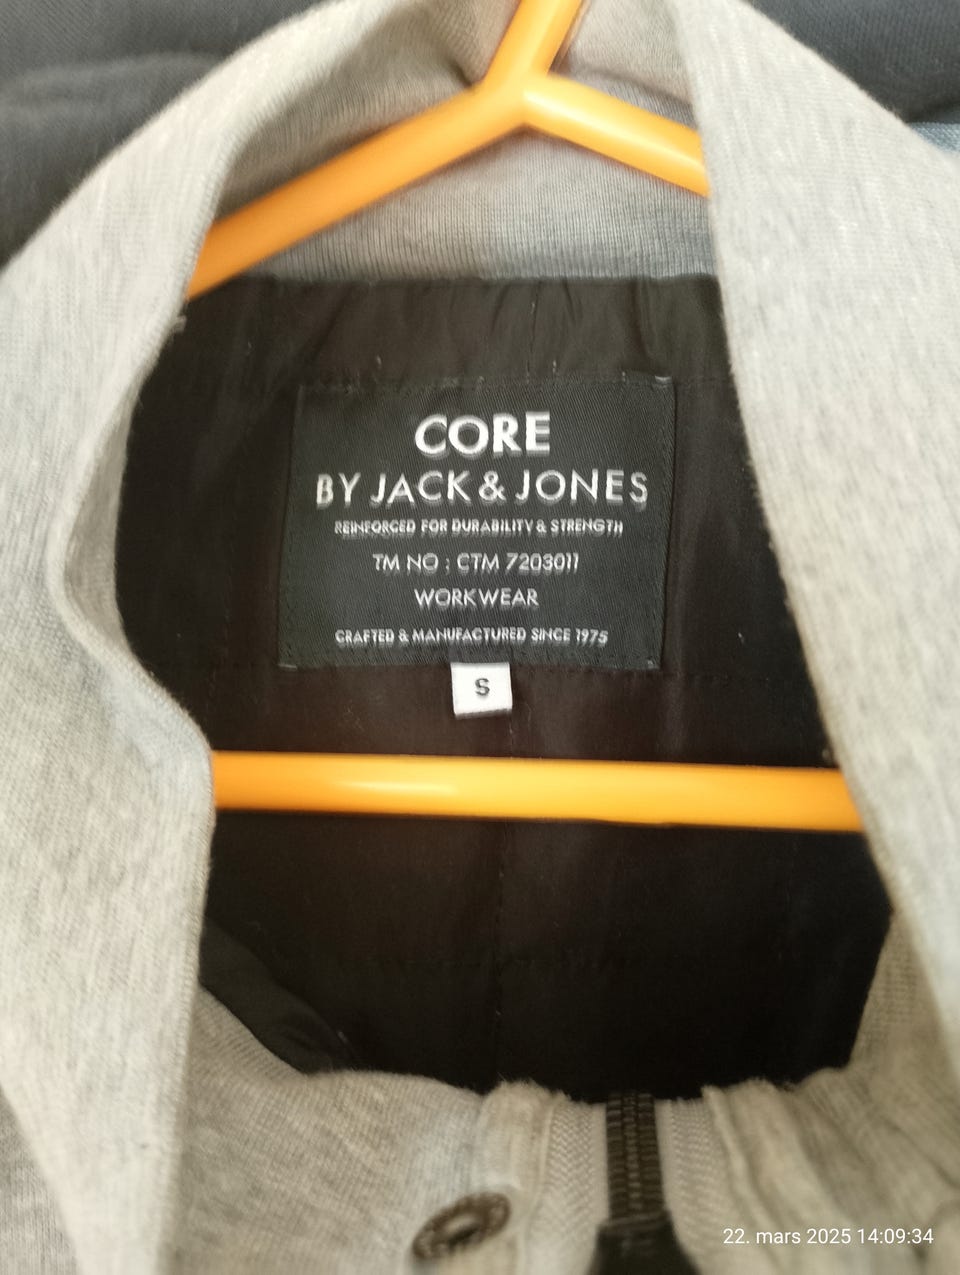 CORE
BY JACK & JONES
REINFORCED FOR DURABILITY & STRENGTH
TM NO : CTM 7203011
WORKWEAR
CRAFTED & MANUFACTURED SINCE 1975
S
22. mars 2025 14:09:34